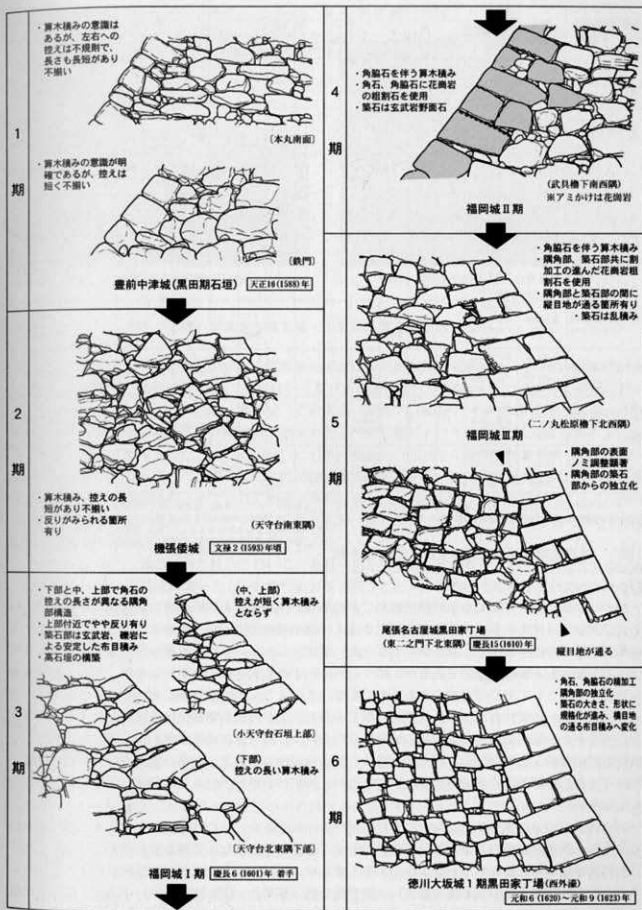 1
期
・算木積みの意識は
あるが、左右への
控えは不規則で、
長さも長短があり
不揃い
〔本丸南面〕
・算木積みの意識が明
確であるが、控えは
短く不揃い
〔鉄門〕
豊前中津城(黒田期石垣) 天正16(1588)年
2
期
・算木積み、控えの長
短があり不揃い
・反りがみられる箇所
有り
(天守台南東隅)
機張倭城 文禄2(1593)年頃
3
期
・下部と中、上部で角石の
控えの長さが異なる隅角
部構造
・上部付近でやや反り有り
・築石部は玄武岩、礫岩に
よる安定した布目積み
・高石垣の構築
(中、上部)
控えが短く算木積み
とならず
〔小天守台石垣上部〕
(下部)
控えの長い算木積み
〔天守台北東隅下部〕
福岡城Ⅰ期 慶長6(1601)年 着手
4
期
・角脇石を伴う算木積み
・角石、角脇石に花崗岩
の粗割石を使用
・築石は玄武岩野面石
(武具櫓下南西隅)
※アミかけは花崗岩
福岡城Ⅱ期
5
期
・角脇石を伴う算木積み
・隅角部、築石部共に割
加工の進んだ花崗岩粗
割石を使用
・隅角部と築石部の間に
縦目地が通る箇所有り
・築石は乱積み
(二ノ丸松原櫓下北西隅)
福岡城Ⅲ期
・隅角部の表面
ノミ調整顕著
・隅角部の築石
部からの独立化
尾張名古屋城黒田家丁場
(東二之門下北東隅) 慶長15(1610)年
縦目地が通る
6
期
・角石、角脇石の精加工
・隅角部の独立化
・築石の大きさ、形状に
規格化が進み、横目地
の通る布目積みへ変化
徳川大坂城1期黒田家丁場(西外濠)
元和6(1620)～元和9(1623)年